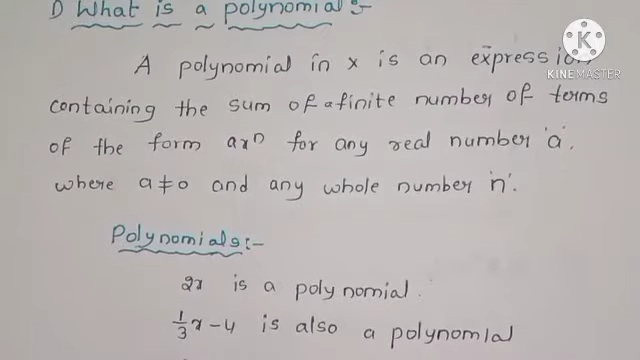 1) What is a polynomial:-
A polynomial in x is an expression
containing the sum of a finite number of terms
of the form axⁿ for any real number 'a'.
where a≠0 and any whole number 'n'.
Polynomials:-
2x is a polynomial.
1/3 x - 4 is also a polynomial
KINEMASTER